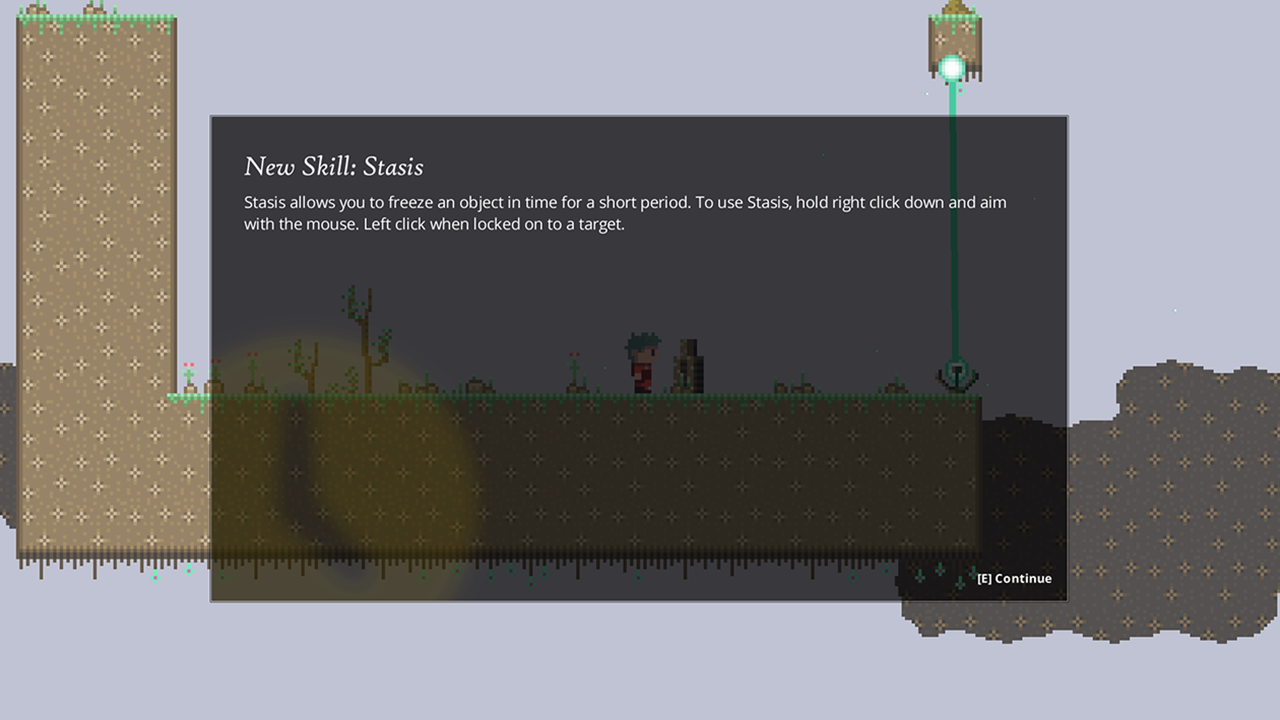 New Skill: Stasis
Stasis allows you to freeze an object in time for a short period. To use Stasis, hold right click down and aim
with the mouse. Left click when locked on to a target.
[E] Continue